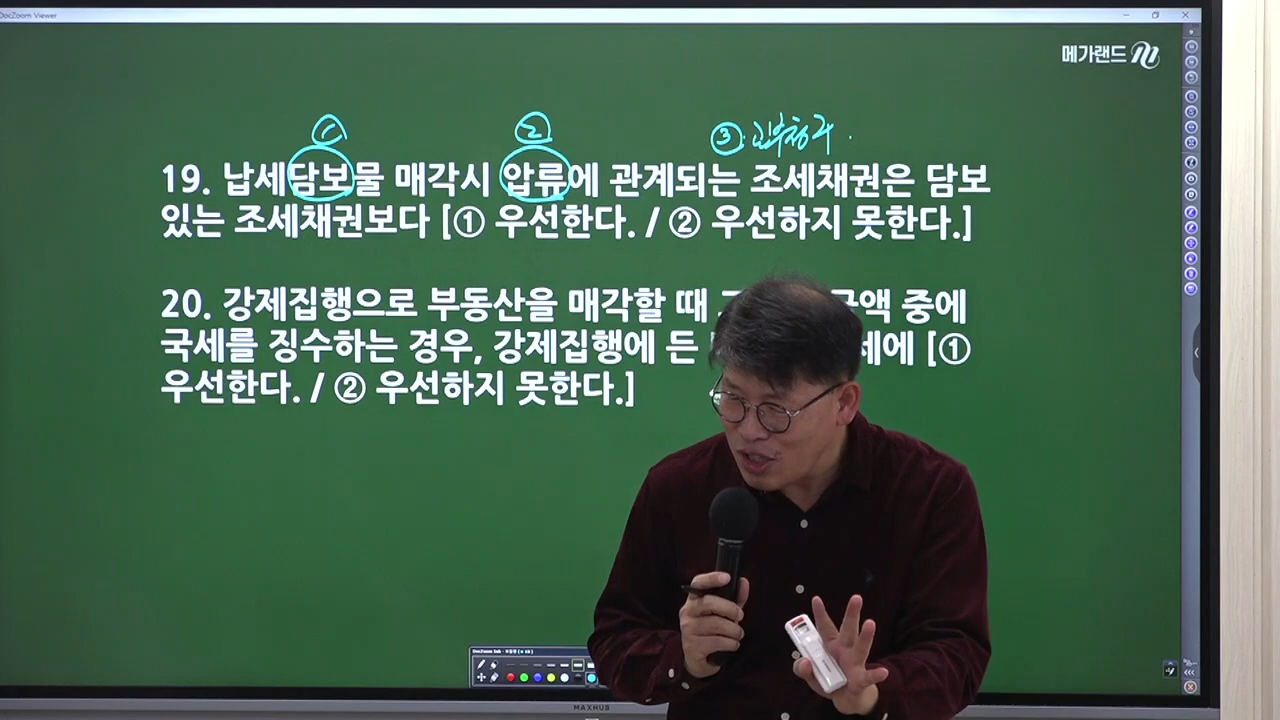 DocZoom Viewer
메가랜드
① ② ③ 교부청구.
19. 납세담보물 매각시 압류에 관계되는 조세채권은 담보
있는 조세채권보다 [① 우선한다. / ② 우선하지 못한다.]
20. 강제집행으로 부동산을 매각할 때 금액 중에
국세를 징수하는 경우, 강제집행에 든 세에 [①
우선한다. / ② 우선하지 못한다.]
MAXHUB